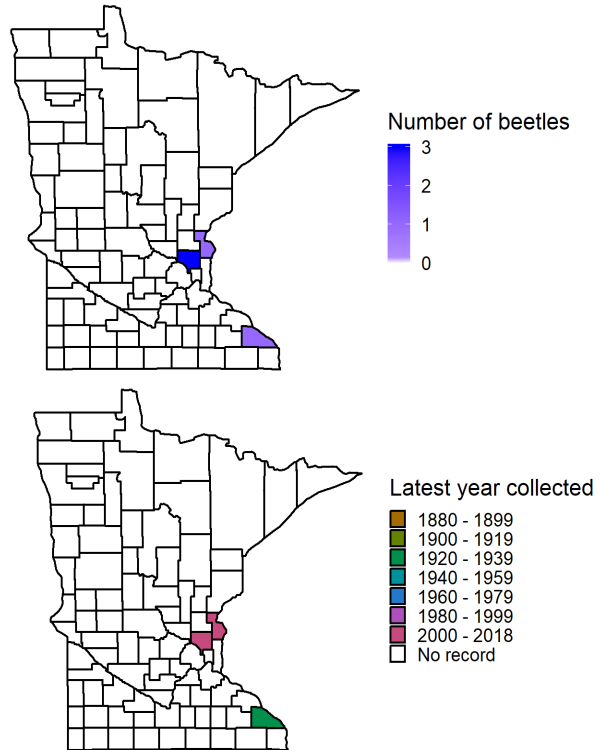 Number of beetles
3
2
1
0
Latest year collected
1880 - 1899
1900 - 1919
1920 - 1939
1940 - 1959
1960 - 1979
1980 - 1999
2000 - 2018
No record